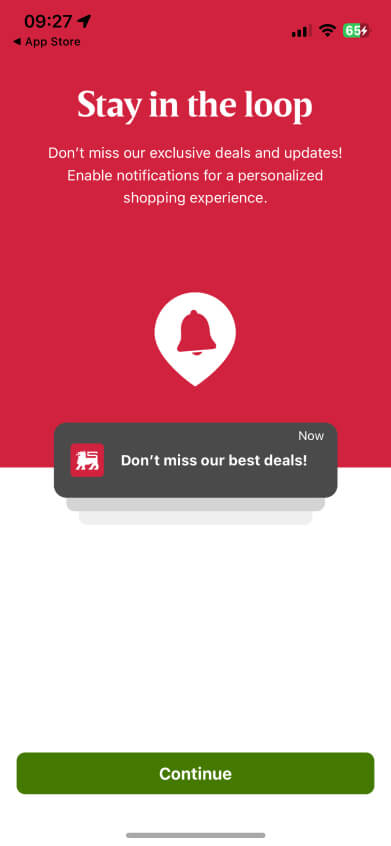 09:27
65
◀ App Store
Stay in the loop
Don't miss our exclusive deals and updates!
Enable notifications for a personalized
shopping experience.
Now
Don't miss our best deals!
Continue